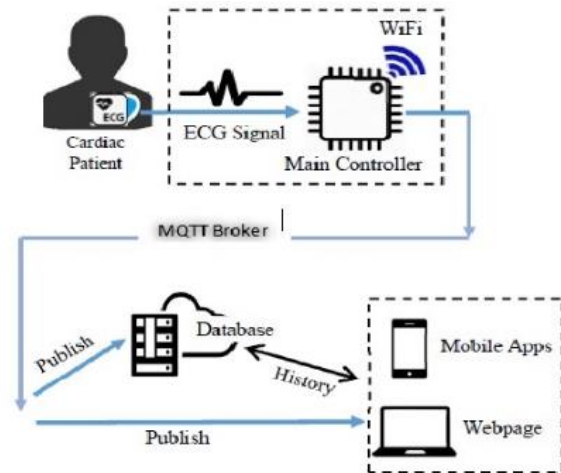 WiFi
ECG
ECG Signal
Cardiac
Patient
Main Controller
MQTT Broker
Database
Publish
History
Mobile Apps
Webpage
Publish